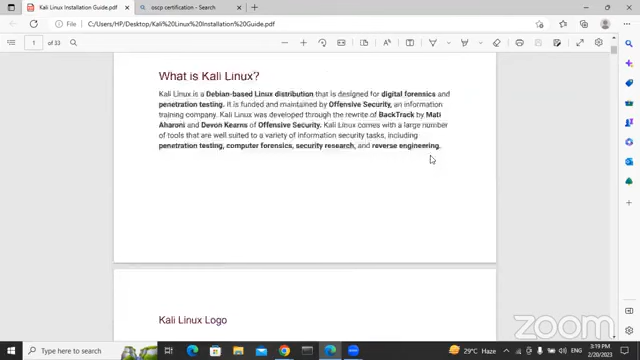 Kali Linux Installation Guide.pdf
oscp certification - Search
File
C:/Users/HP/Desktop/Kali%20Linux%20Installation%20Guide.pdf
1
of 33
What is Kali Linux?
Kali Linux is a Debian-based Linux distribution that is designed for digital forensics and
penetration testing. It is funded and maintained by Offensive Security, an information
training company. Kali Linux was developed through the rewrite of BackTrack by Mati
Aharoni and Devon Kearns of Offensive Security. Kali Linux comes with a large number
of tools that are well suited to a variety of information security tasks, including
penetration testing, computer forensics, security research, and reverse engineering.
Kali Linux Logo
zoom
Type here to search
29°C Haze
3:19 PM
2/20/2023